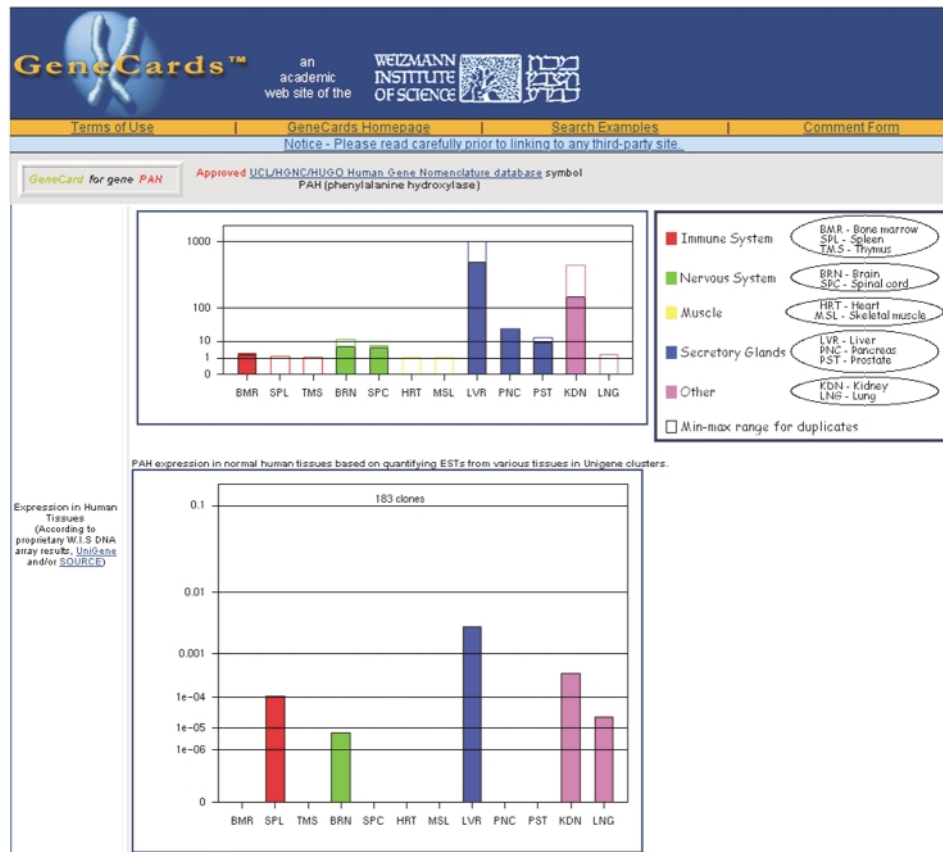 GeneCards™
an
academic
web site of the
WEIZMANN
INSTITUTE
OF SCIENCE
מכון
ויצמן
למדע
Terms of Use | GeneCards Homepage | Search Examples | Comment Form
Notice - Please read carefully prior to linking to any third-party site.
GeneCard for gene PAH
Approved UCL/HGNC/HUGO Human Gene Nomenclature database symbol
PAH (phenylalanine hydroxylase)
1000
100
10
1
0
BMR SPL TMS BRN SPC HRT MSL LVR PNC PST KDN LNG
Immune System
BMR - Bone marrow
SPL - Spleen
TMS - Thymus
Nervous System
BRN - Brain
SPC - Spinal cord
Muscle
HRT - Heart
MSL - Skeletal muscle
Secretory Glands
LVR - Liver
PNC - Pancreas
PST - Prostate
Other
KDN - Kidney
LNG - Lung
Min-max range for duplicates
PAH expression in normal human tissues based on quantifying ESTs from various tissues in Unigene clusters.
Expression in Human
Tissues
(According to
proprietary W.I.S DNA
array results, UniGene
and/or SOURCE)
183 clones
0.1
0.01
0.001
1e-04
1e-05
1e-06
0
BMR SPL TMS BRN SPC HRT MSL LVR PNC PST KDN LNG